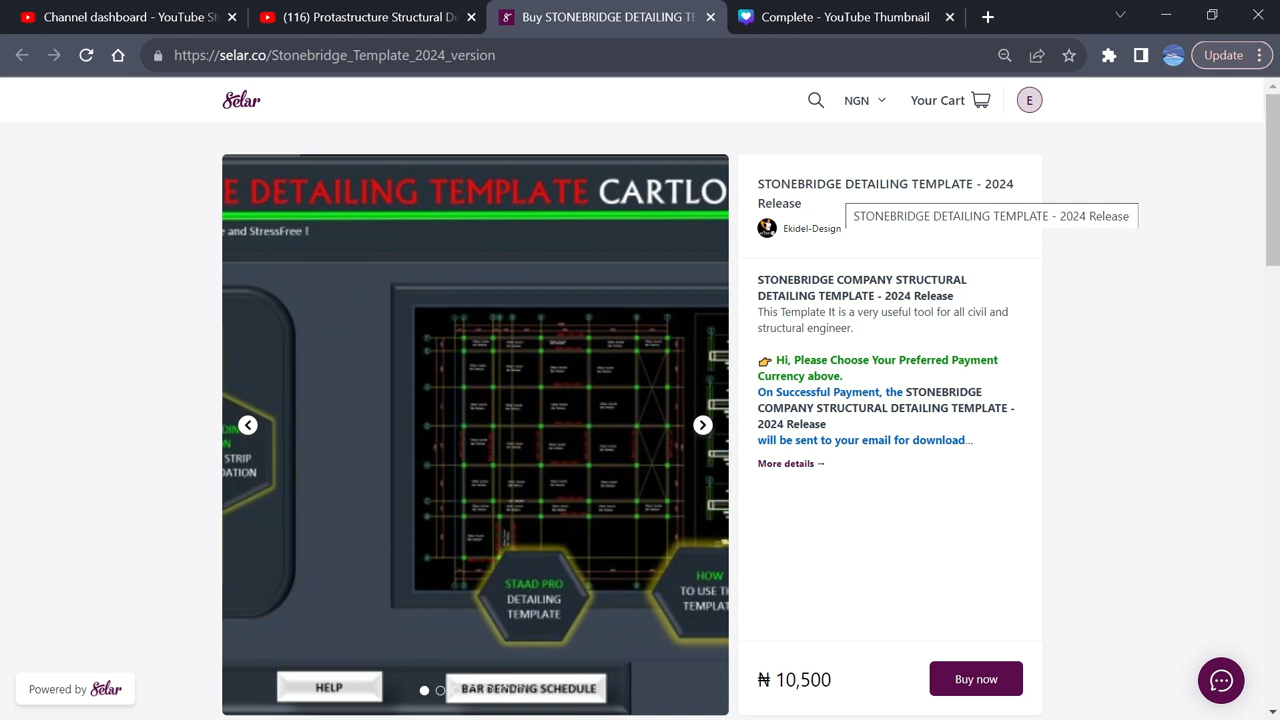 Channel dashboard - YouTube St
(116) Protastructure Structural De
Buy STONEBRIDGE DETAILING TE
Complete - YouTube Thumbnail
https://selar.co/Stonebridge_Template_2024_version
Update
Selar
NGN
Your Cart
E
E DETAILING TEMPLATE CARTLO
e and StressFree !
STRIP
DATION
STAAD PRO
DETAILING
TEMPLATE
HOW
TO USE TH
TEMPLAT
HELP
BAR BENDING SCHEDULE
STONEBRIDGE DETAILING TEMPLATE - 2024
Release
STONEBRIDGE DETAILING TEMPLATE - 2024 Release
Ekidel-Design
STONEBRIDGE COMPANY STRUCTURAL
DETAILING TEMPLATE - 2024 Release
This Template It is a very useful tool for all civil and
structural engineer.
👉 Hi, Please Choose Your Preferred Payment
Currency above.
On Successful Payment, the STONEBRIDGE
COMPANY STRUCTURAL DETAILING TEMPLATE -
2024 Release
will be sent to your email for download...
More details →
₦ 10,500
Buy now
Powered by Selar